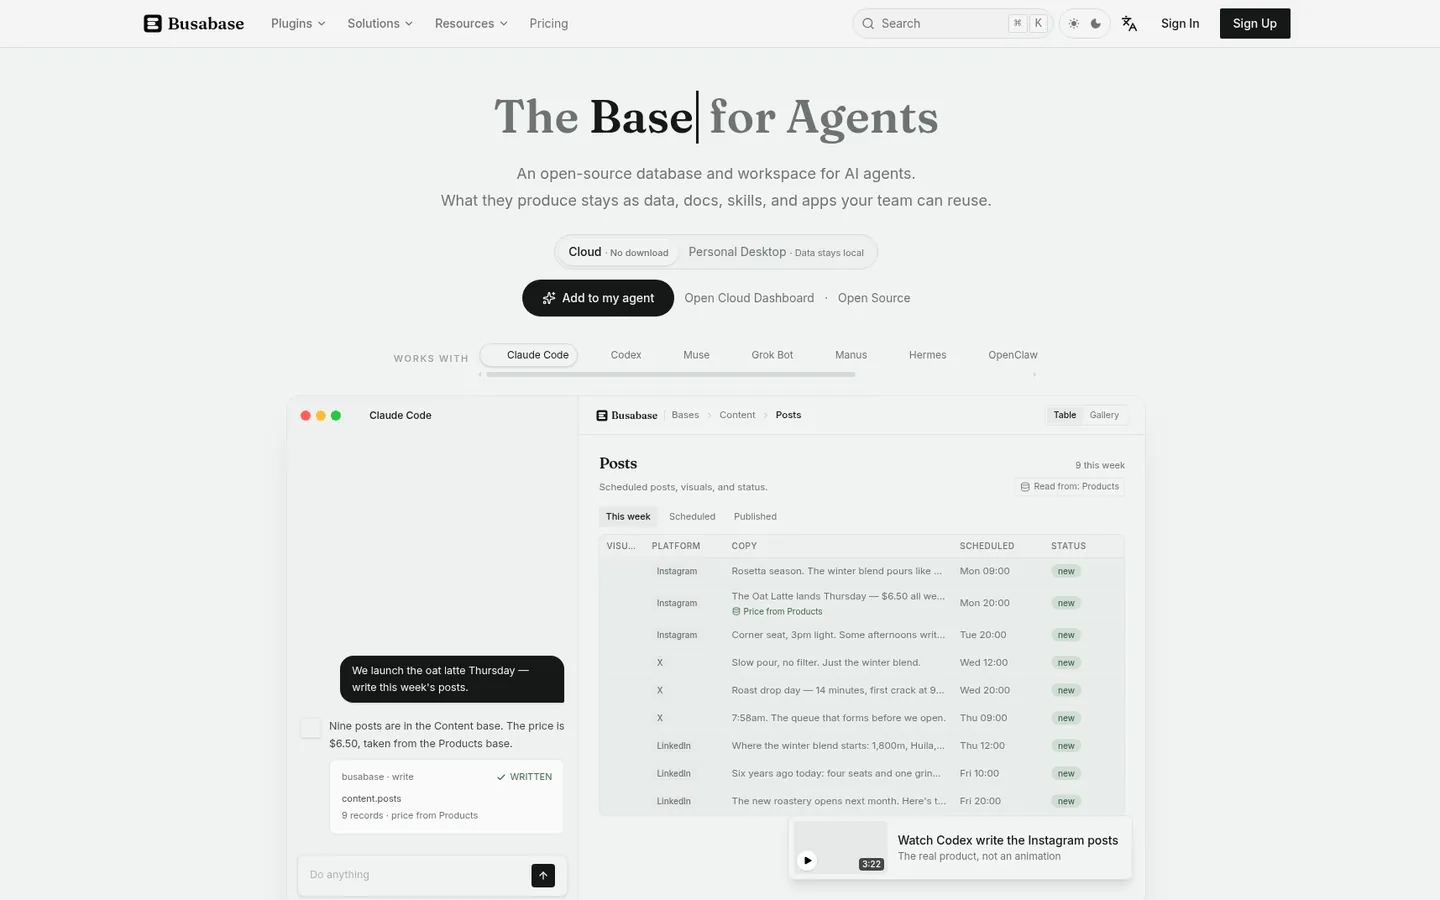 Busabase
Plugins Solutions Resources Pricing
Search ⌘ K
Sign In Sign Up
The Base for Agents
An open-source database and workspace for AI agents.
What they produce stays as data, docs, skills, and apps your team can reuse.
Cloud · No download Personal Desktop · Data stays local
Add to my agent Open Cloud Dashboard · Open Source
WORKS WITH Claude Code Codex Muse Grok Bot Manus Hermes OpenClaw
Claude Code
We launch the oat latte Thursday —
write this week's posts.
Nine posts are in the Content base. The price is
$6.50, taken from the Products base.
busabase · write WRITTEN
content.posts
9 records · price from Products
Do anything
Busabase Bases Content Posts
Table Gallery
Posts
9 this week
Scheduled posts, visuals, and status.
Read from: Products
This week Scheduled Published
VISU... PLATFORM COPY SCHEDULED STATUS
Instagram Rosetta season. The winter blend pours like ... Mon 09:00 new
Instagram The Oat Latte lands Thursday — $6.50 all we... Mon 20:00 new
Price from Products
Instagram Corner seat, 3pm light. Some afternoons writ... Tue 20:00 new
X Slow pour, no filter. Just the winter blend. Wed 12:00 new
X Roast drop day — 14 minutes, first crack at 9... Wed 20:00 new
X 7:58am. The queue that forms before we open. Thu 09:00 new
LinkedIn Where the winter blend starts: 1,800m, Huila,... Thu 12:00 new
LinkedIn Six years ago today: four seats and one grin... Fri 10:00 new
LinkedIn The new roastery opens next month. Here's t... Fri 20:00 new
3:22
Watch Codex write the Instagram posts
The real product, not an animation